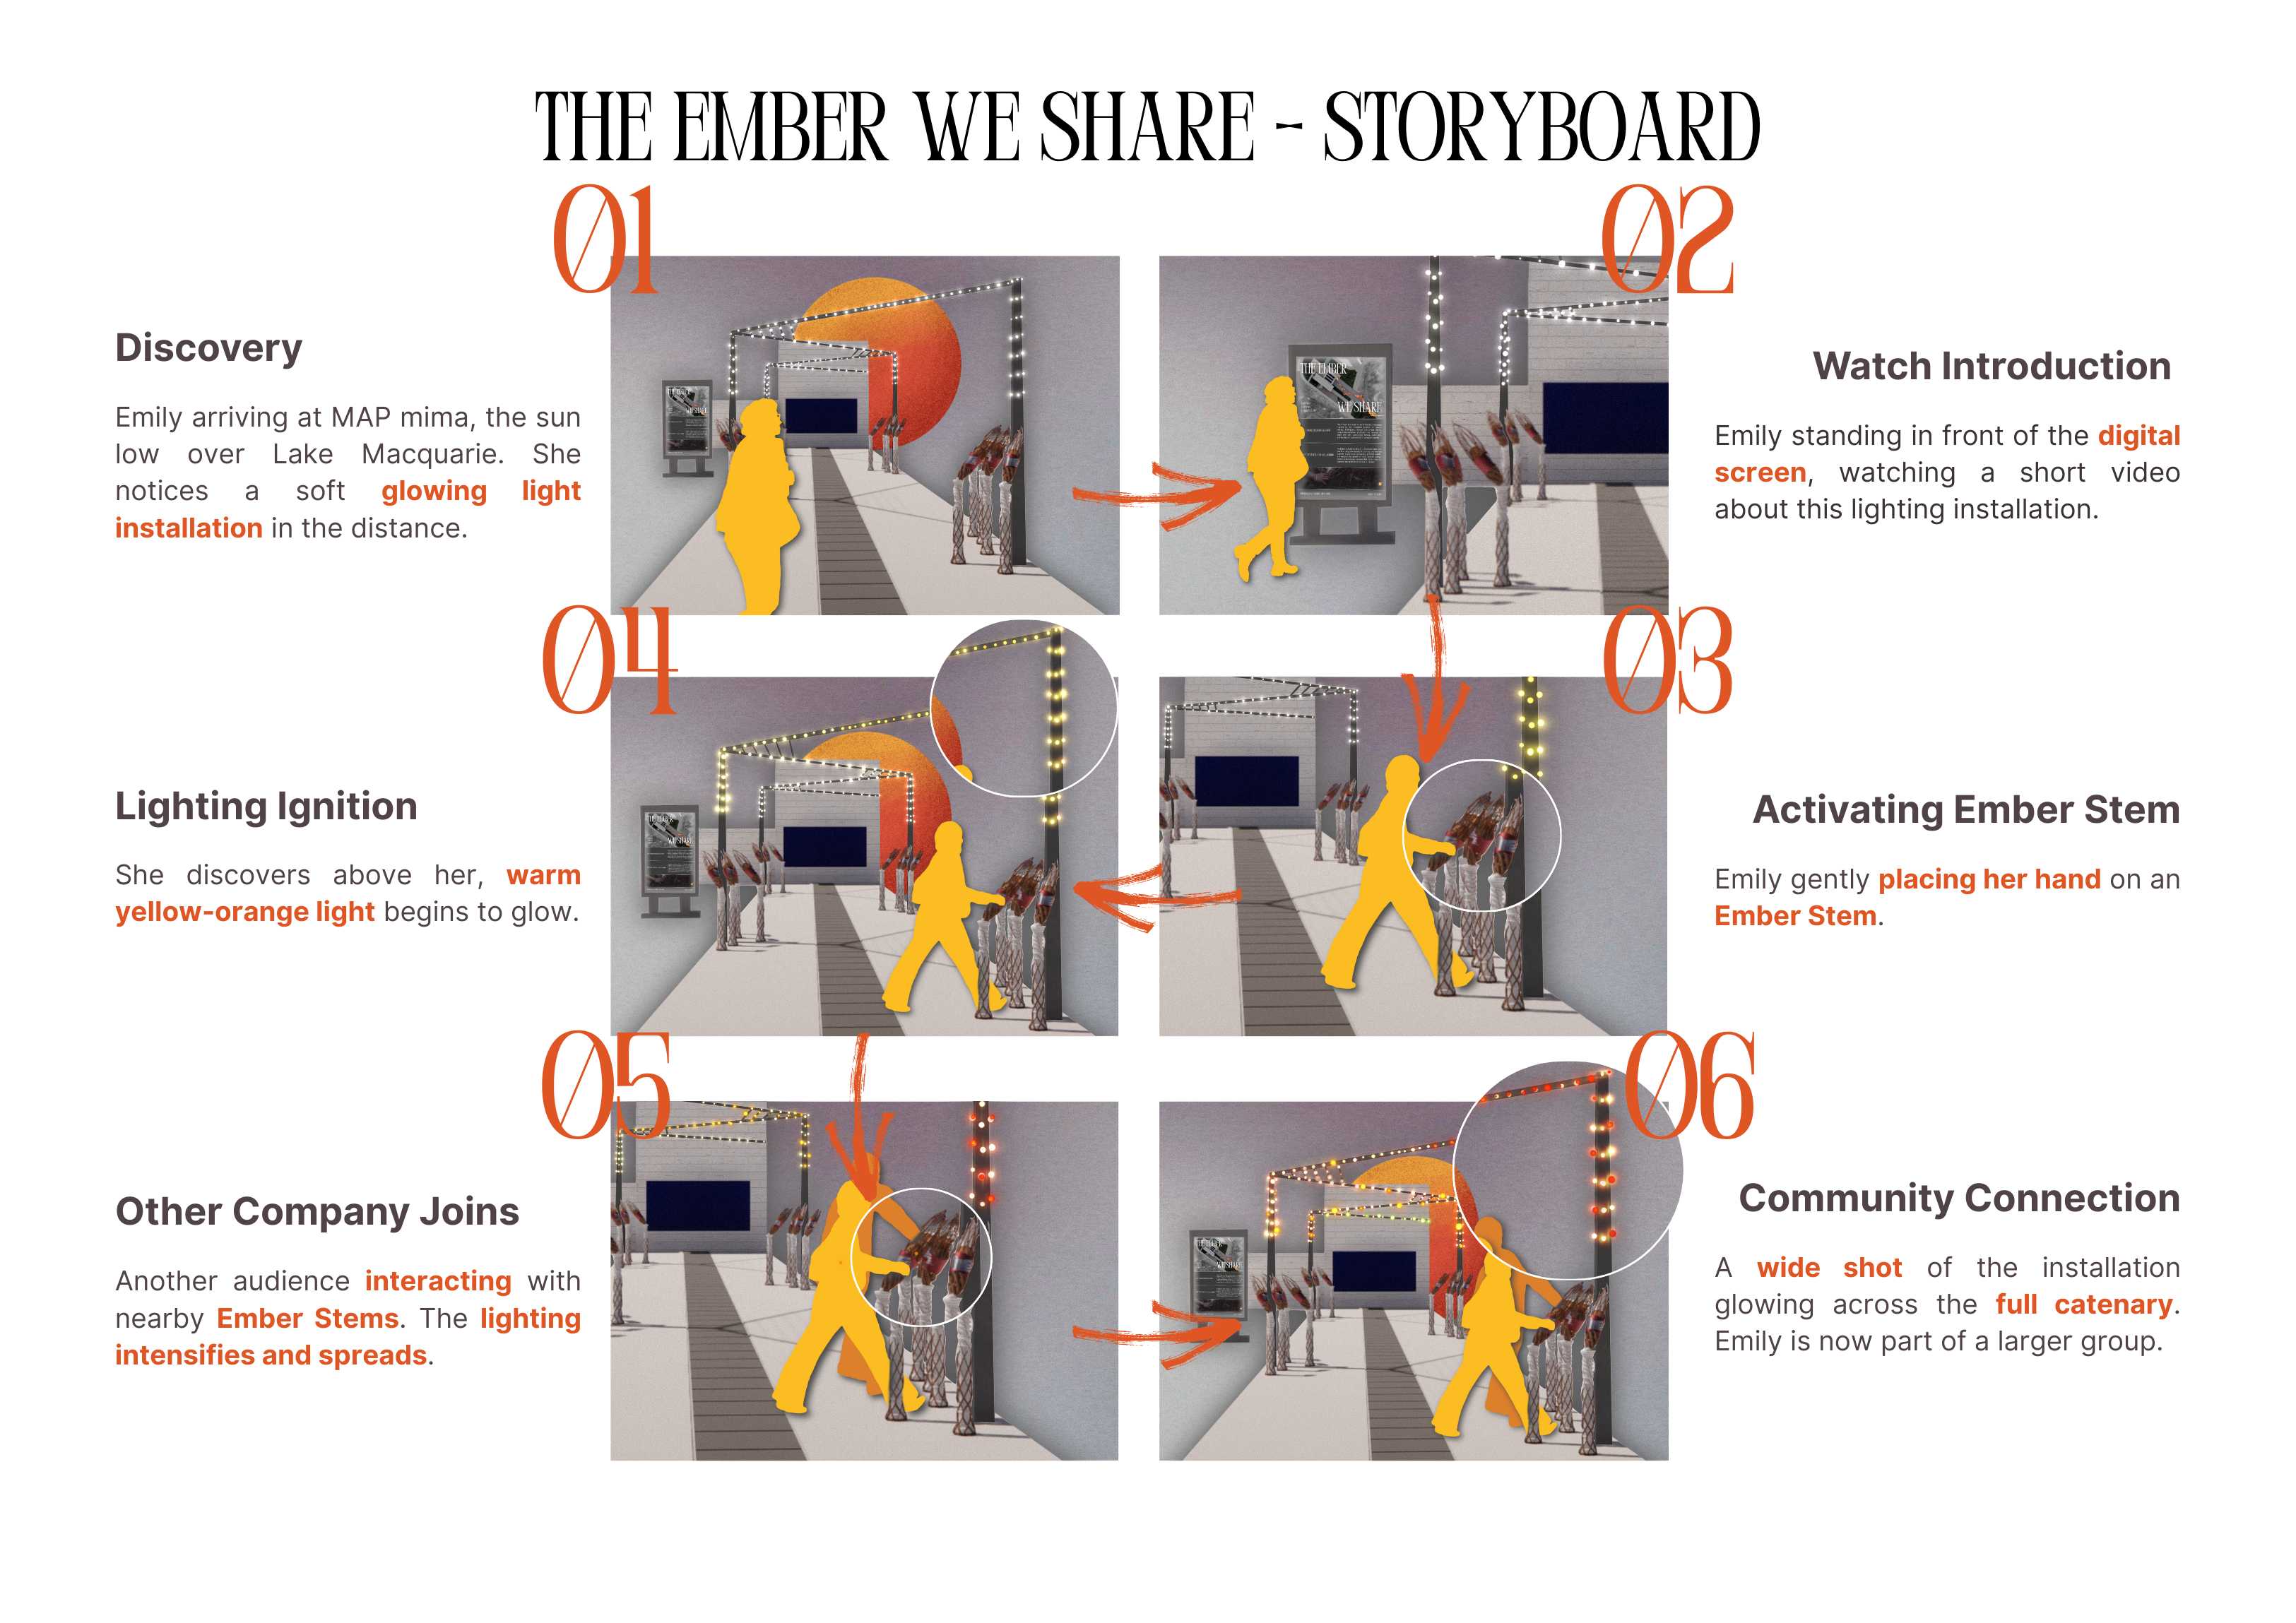 THE EMBER WE SHARE - STORYBOARD
01
Discovery
Emily arriving at MAP mima, the sun
low over Lake Macquarie. She
notices a soft glowing light
installation in the distance.
02
Watch Introduction
Emily standing in front of the digital
screen, watching a short video
about this lighting installation.
THE EMBER
WE SHARE
03
Activating Ember Stem
Emily gently placing her hand on an
Ember Stem.
04
Lighting Ignition
She discovers above her, warm
yellow-orange light begins to glow.
05
Other Company Joins
Another audience interacting with
nearby Ember Stems. The lighting
intensifies and spreads.
06
Community Connection
A wide shot of the installation
glowing across the full catenary.
Emily is now part of a larger group.